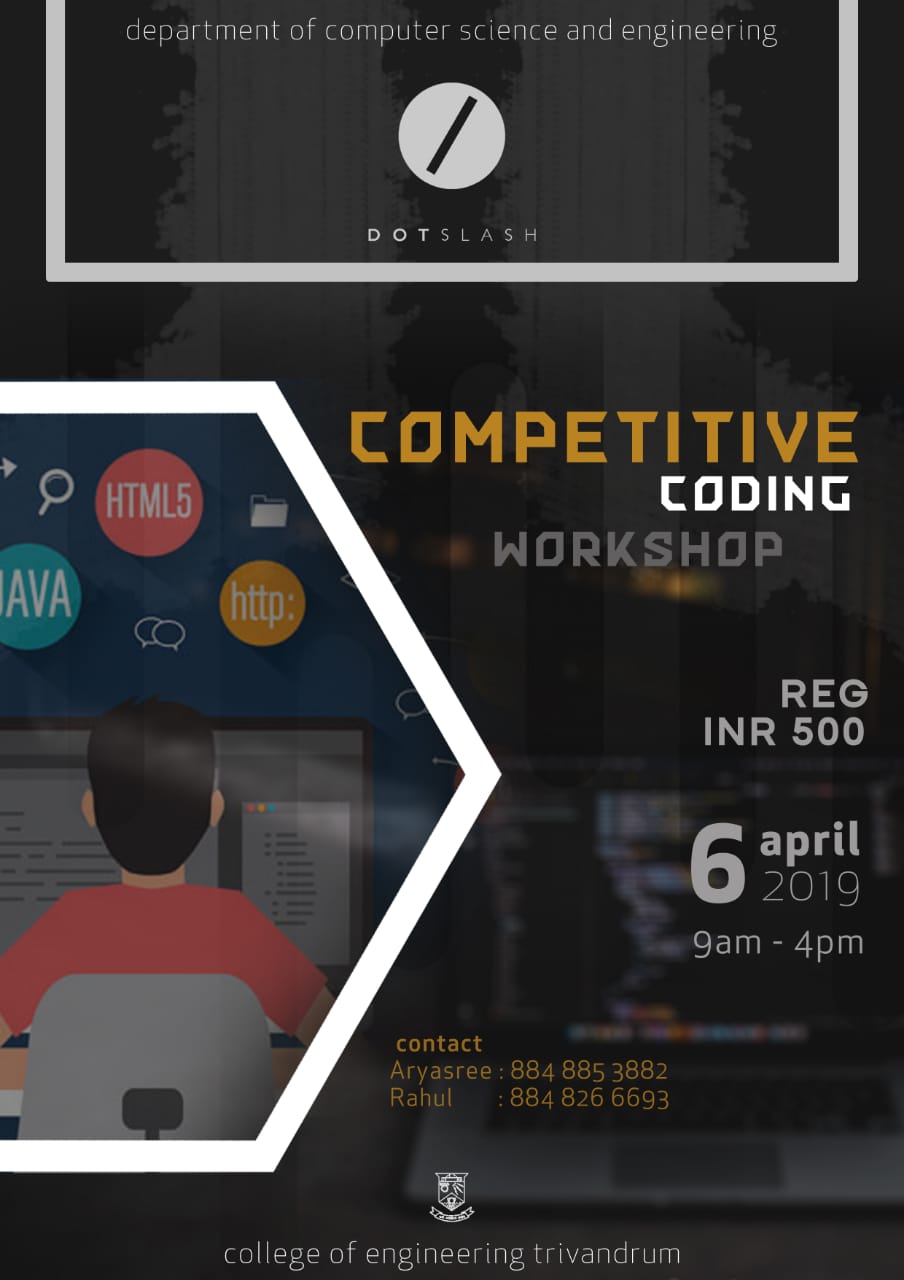 department of computer science and engineering
DOTSLASH
COMPETITIVE
CODING
WORKSHOP
HTML5
JAVA
http:
REG
INR 500
6 april
2019
9am - 4pm
contact
Aryasree : 884 885 3882
Rahul : 884 826 6693
college of engineering trivandrum